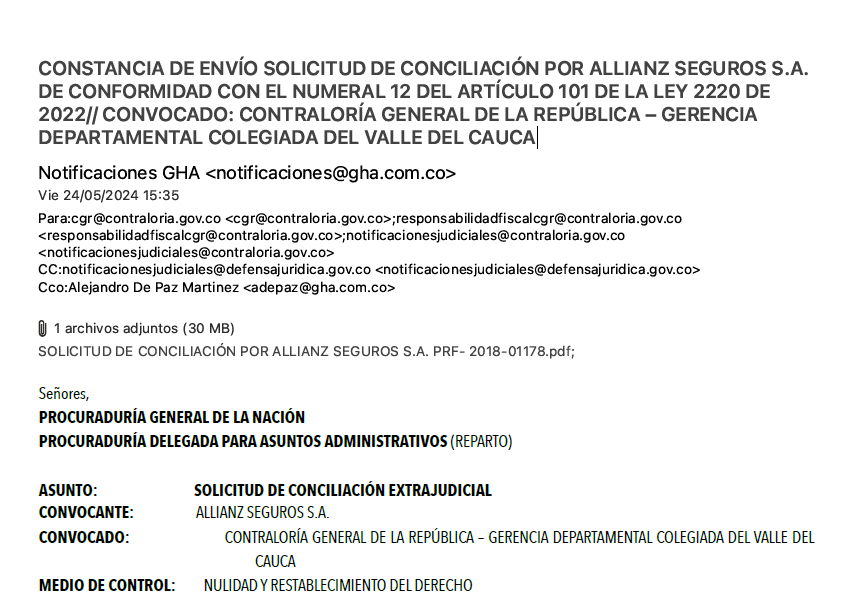 CONSTANCIA DE ENVÍO SOLICITUD DE CONCILIACIÓN POR ALLIANZ SEGUROS S.A.
DE CONFORMIDAD CON EL NUMERAL 12 DEL ARTÍCULO 101 DE LA LEY 2220 DE
2022// CONVOCADO: CONTRALORÍA GENERAL DE LA REPÚBLICA – GERENCIA
DEPARTAMENTAL COLEGIADA DEL VALLE DEL CAUCA
Notificaciones GHA <notificaciones@gha.com.co>
Vie 24/05/2024 15:35
Para:cgr@contraloria.gov.co <cgr@contraloria.gov.co>;responsabilidadfiscalcgr@contraloria.gov.co
<responsabilidadfiscalcgr@contraloria.gov.co>;notificacionesjudiciales@contraloria.gov.co
<notificacionesjudiciales@contraloria.gov.co>
CC:notificacionesjudiciales@defensajuridica.gov.co <notificacionesjudiciales@defensajuridica.gov.co>
Cco:Alejandro De Paz Martinez <adepaz@gha.com.co>
1 archivos adjuntos (30 MB)
SOLICITUD DE CONCILIACIÓN POR ALLIANZ SEGUROS S.A. PRF- 2018-01178.pdf;
Señores,
PROCURADURÍA GENERAL DE LA NACIÓN
PROCURADURÍA DELEGADA PARA ASUNTOS ADMINISTRATIVOS (REPARTO)
ASUNTO: SOLICITUD DE CONCILIACIÓN EXTRAJUDICIAL
CONVOCANTE: ALLIANZ SEGUROS S.A.
CONVOCADO: CONTRALORÍA GENERAL DE LA REPÚBLICA – GERENCIA DEPARTAMENTAL COLEGIADA DEL VALLE DEL
CAUCA
MEDIO DE CONTROL: NULIDAD Y RESTABLECIMIENTO DEL DERECHO